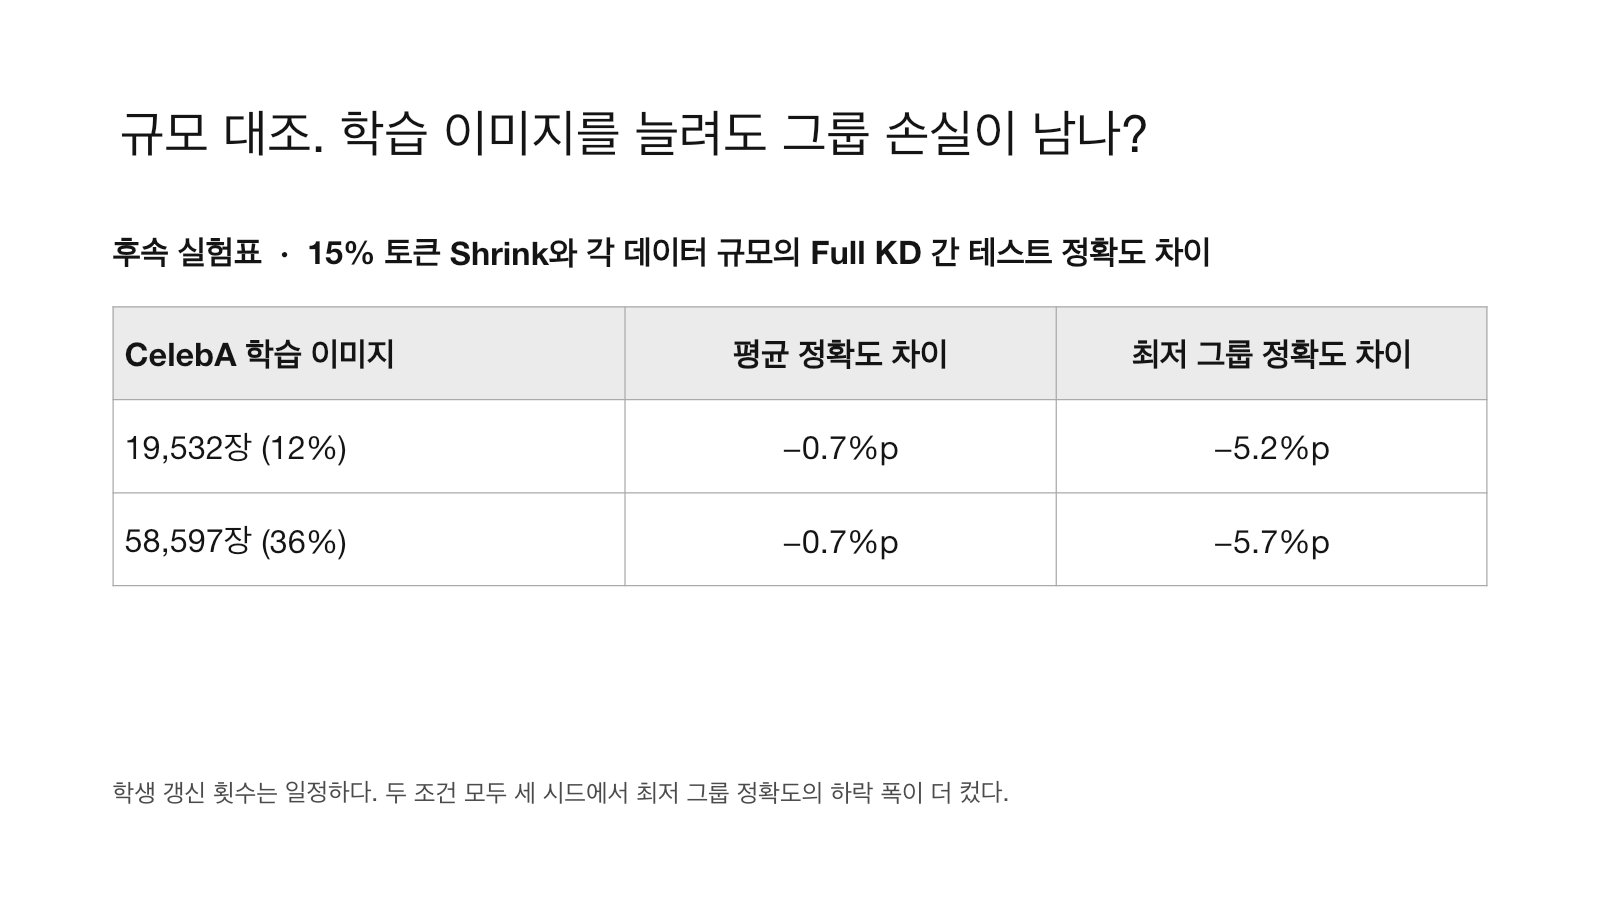 규모 대조. 학습 이미지를 늘려도 그룹 손실이 남나?
후속 실험표 · 15% 토큰 Shrink와 각 데이터 규모의 Full KD 간 테스트 정확도 차이
CelebA 학습 이미지 평균 정확도 차이 최저 그룹 정확도 차이
19,532장 (12%) –0.7%p –5.2%p
58,597장 (36%) –0.7%p –5.7%p
학생 갱신 횟수는 일정하다. 두 조건 모두 세 시드에서 최저 그룹 정확도의 하락 폭이 더 컸다.